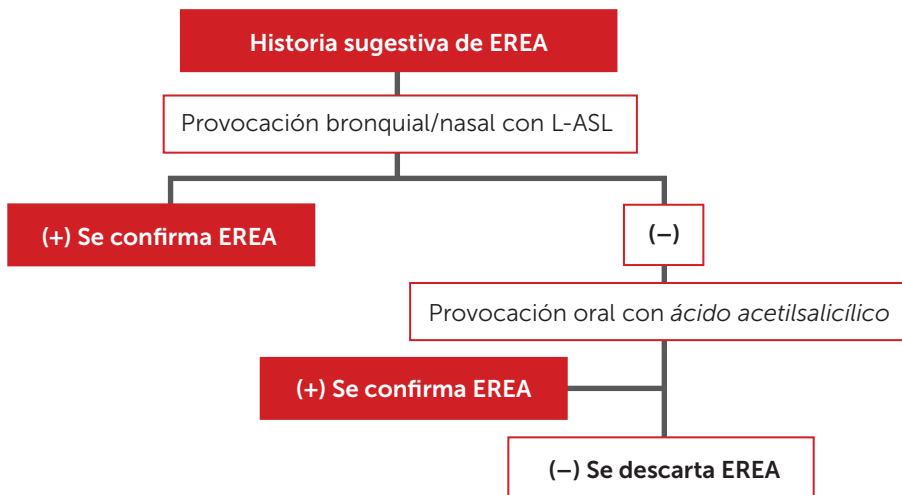 Historia sugestiva de EREA
Provocación bronquial/nasal con L-ASL
(+) Se confirma EREA
(−)
Provocación oral con ácido acetilsalicílico
(+) Se confirma EREA
(−) Se descarta EREA